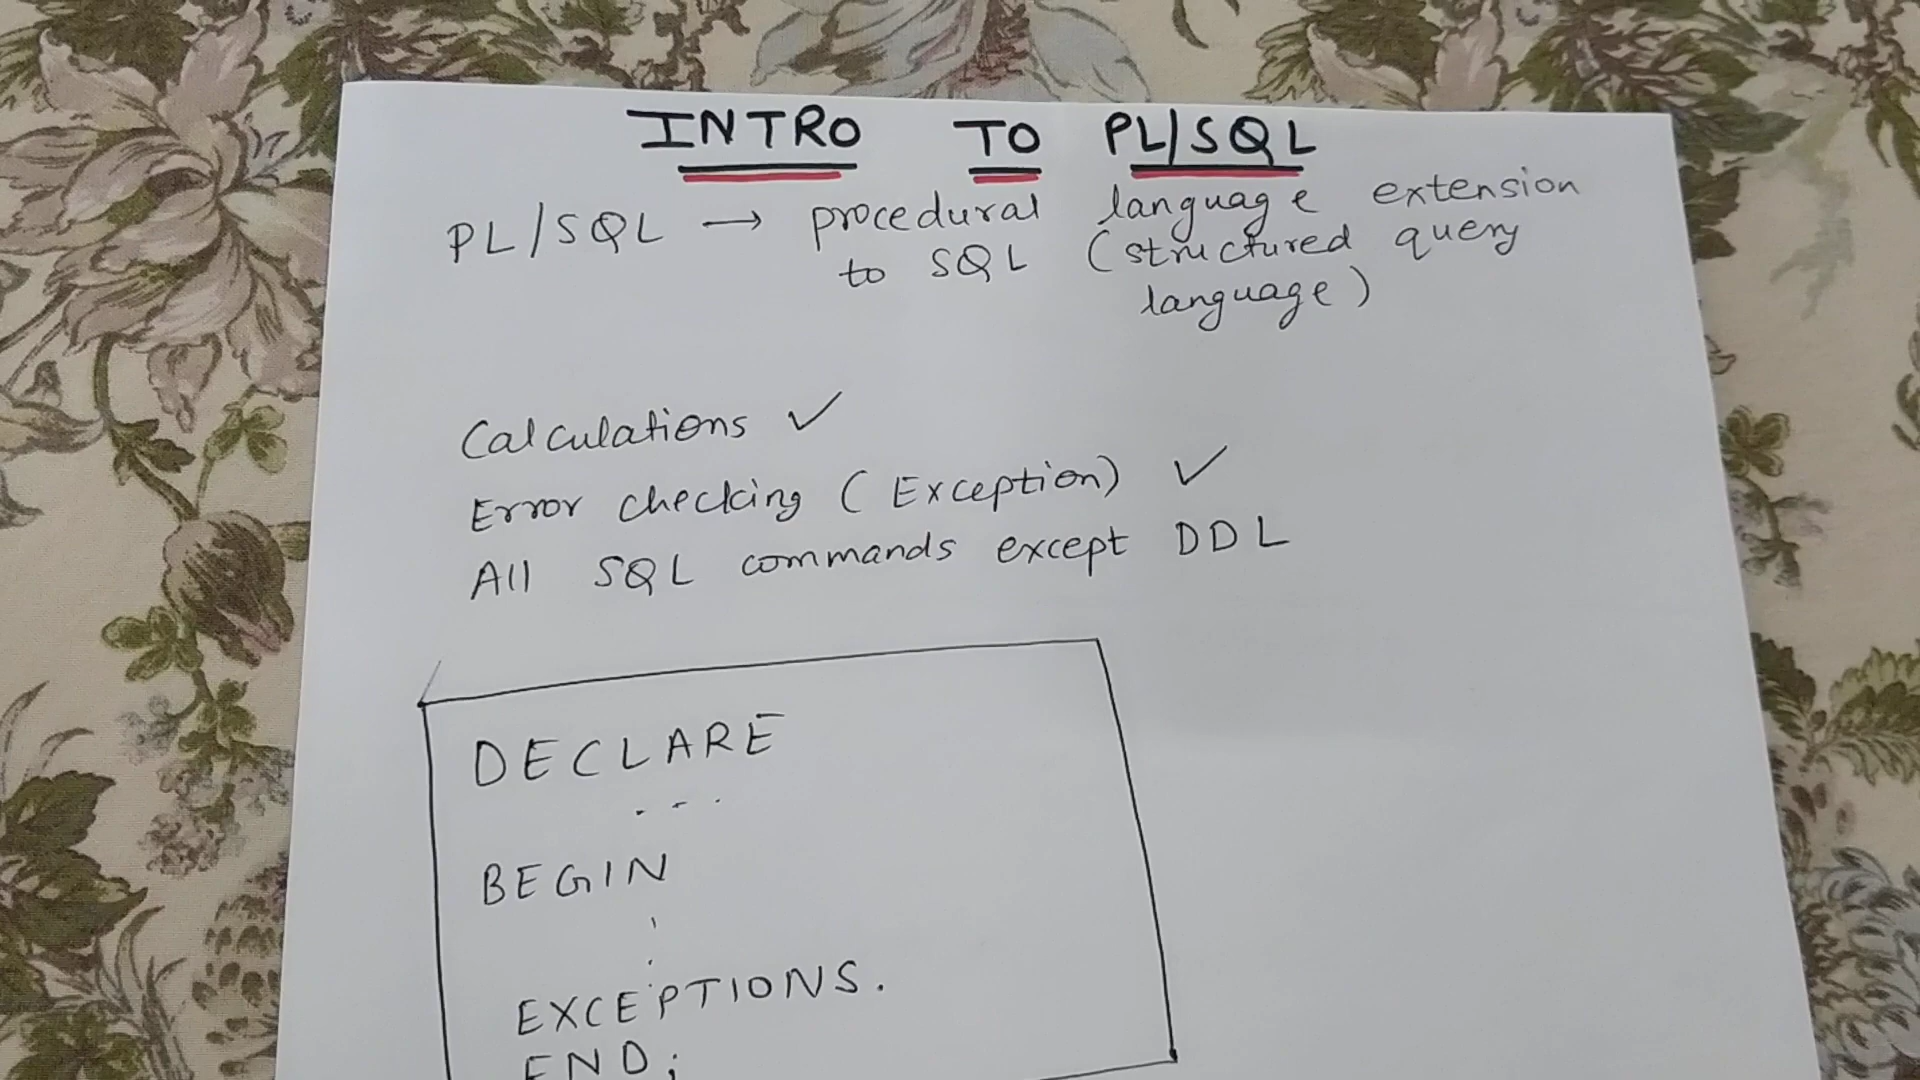 INTRO TO PL/SQL
PL/SQL → procedural language extension
to SQL (structured query
language)
Calculations ✓
Error checking (Exception) ✓
All SQL commands except DDL
DECLARE
...
BEGIN
EXCEPTIONS.
END;